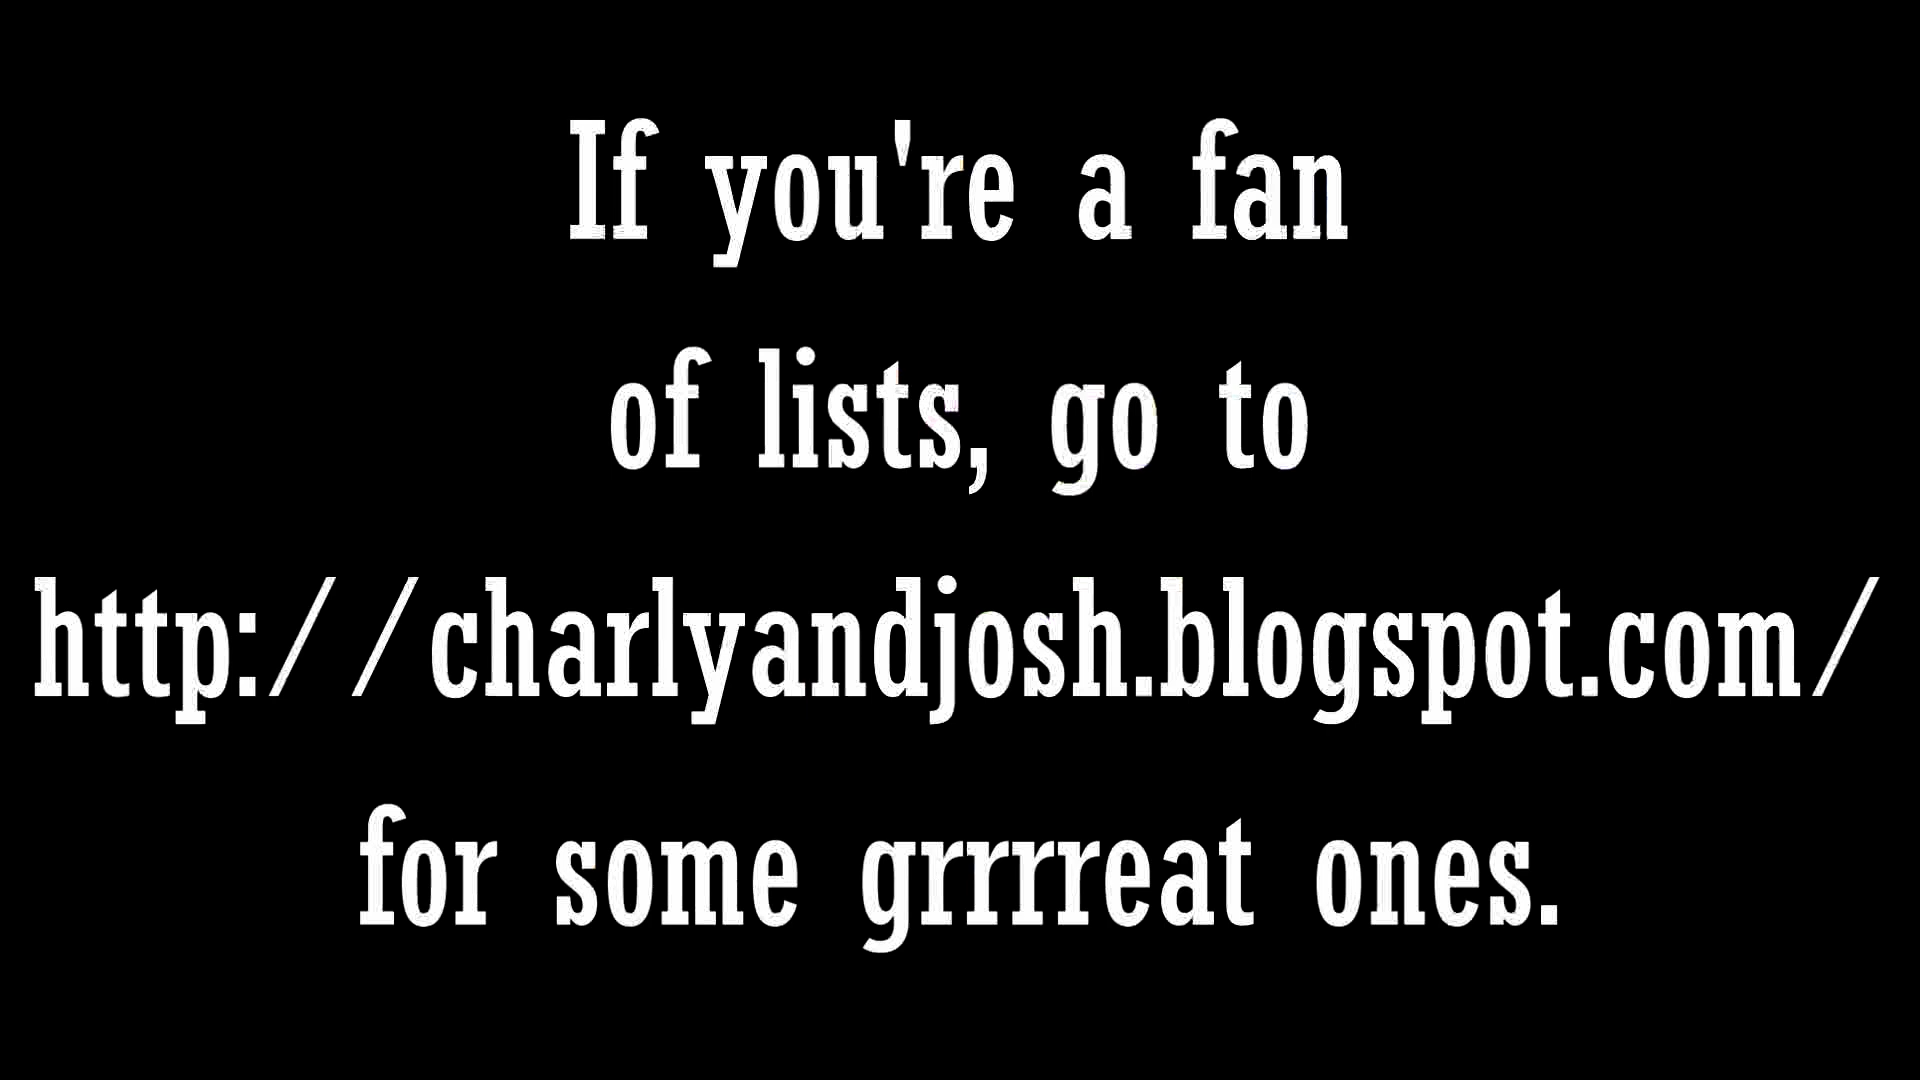 If you're a fan
of lists, go to
http://charlyandjosh.blogspot.com/
for some grrrreat ones.